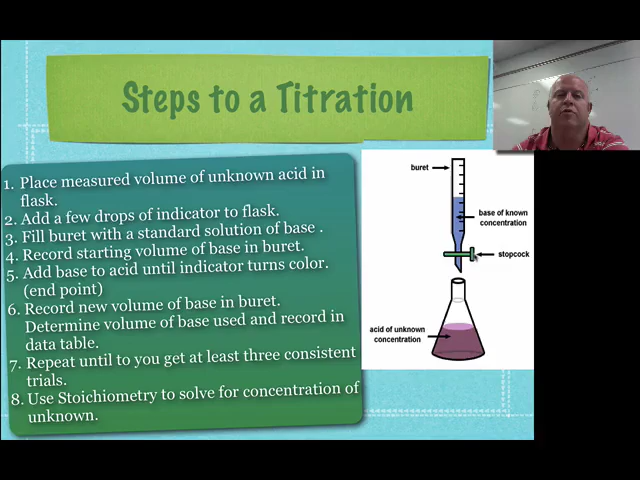 Steps to a Titration
1. Place measured volume of unknown acid in
flask.
2. Add a few drops of indicator to flask.
3. Fill buret with a standard solution of base .
4. Record starting volume of base in buret.
5. Add base to acid until indicator turns color.
(end point)
6. Record new volume of base in buret.
Determine volume of base used and record in
data table.
7. Repeat until to you get at least three consistent
trials.
8. Use Stoichiometry to solve for concentration of
unknown.
buret
base of known
concentration
stopcock
acid of unknown
concentration